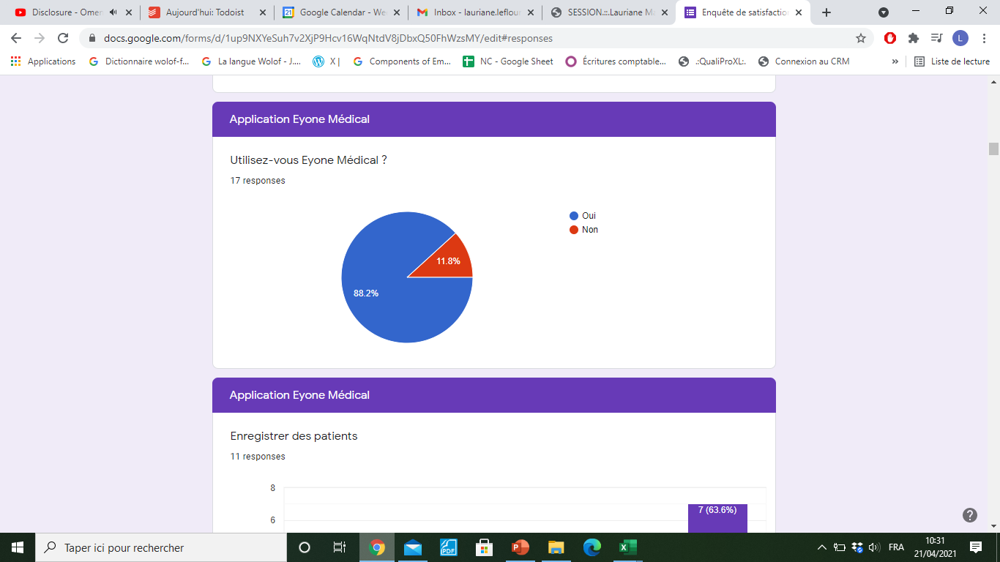 Disclosure - Omen
Aujourd'hui: Todoist
Google Calendar - We
Inbox - lauriane.leflour
SESSION.::.Lauriane Ma
Enquête de satisfaction
docs.google.com/forms/d/1up9NXYeSuh7v2XjP9Hcv16WqNtdV8jDbxQ50FhWzsMY/edit#responses
L
Applications
Dictionnaire wolof-f...
La langue Wolof - J....
X |
Components of Em...
NC - Google Sheet
Écritures comptable...
.:QualiProXL:.
Connexion au CRM
»
Liste de lecture
Application Eyone Médical
Utilisez-vous Eyone Médical ?
17 responses
Oui
Non
11.8%
88.2%
Application Eyone Médical
Enregistrer des patients
11 responses
8
7 (63.6%)
6
Taper ici pour rechercher
FRA
10:31
21/04/2021